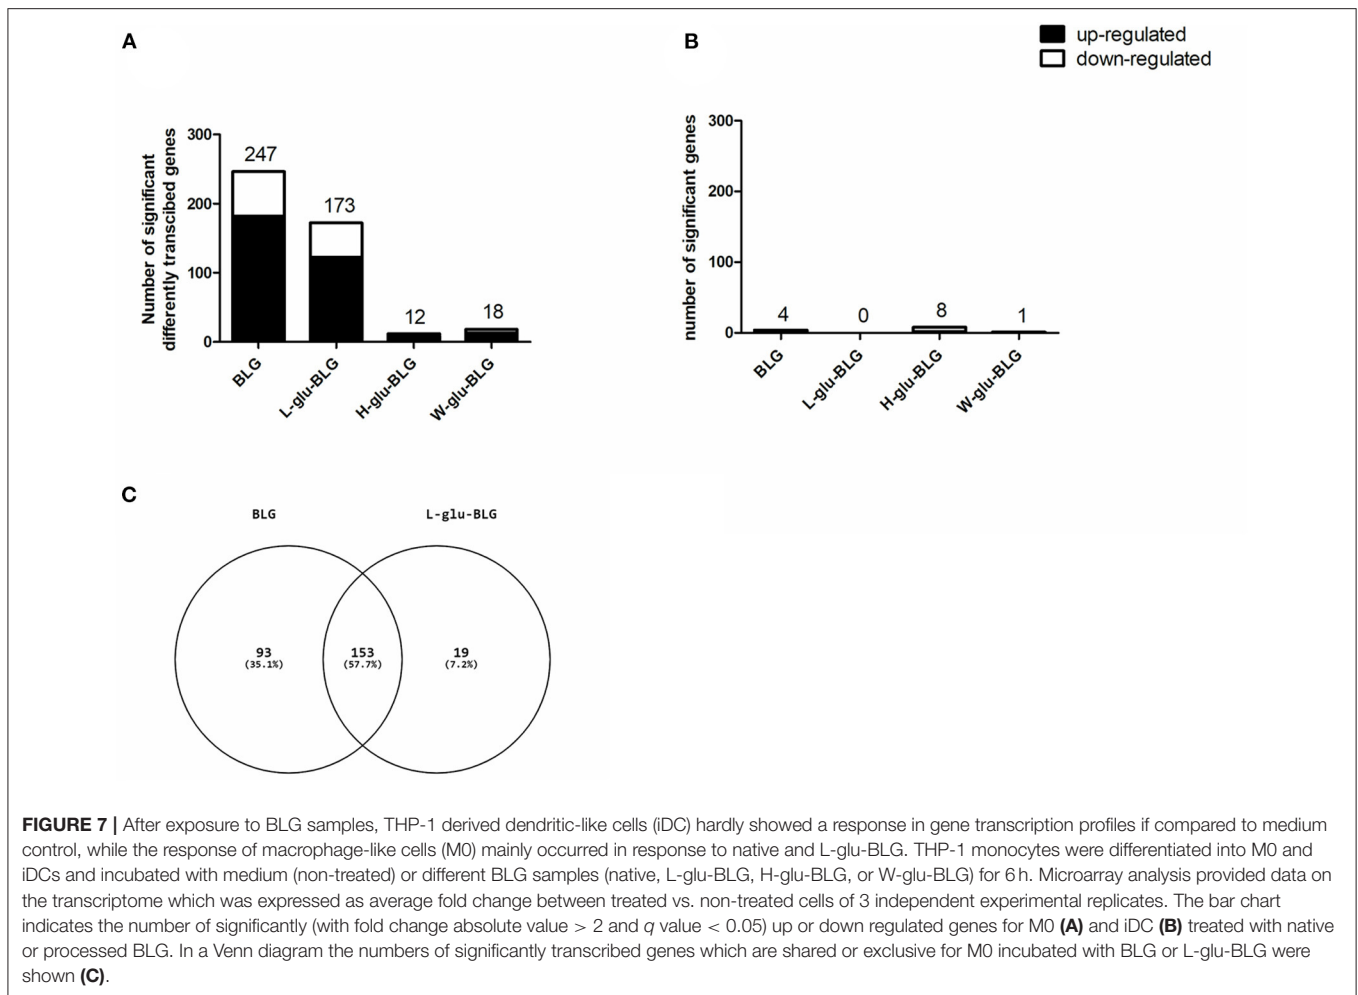 A
B
up-regulated
down-regulated
Number of significant
differently transcibed genes
300
200
100
0
247
173
12
18
BLG
L-glu-BLG
H-glu-BLG
W-glu-BLG
number of significant genes
300
200
100
0
4
0
8
1
BLG
L-glu-BLG
H-glu-BLG
W-glu-BLG
C
BLG
L-glu-BLG
93
(35.1%)
153
(57.7%)
19
(7.2%)
FIGURE 7 | After exposure to BLG samples, THP-1 derived dendritic-like cells (iDC) hardly showed a response in gene transcription profiles if compared to medium
control, while the response of macrophage-like cells (M0) mainly occurred in response to native and L-glu-BLG. THP-1 monocytes were differentiated into M0 and
iDCs and incubated with medium (non-treated) or different BLG samples (native, L-glu-BLG, H-glu-BLG, or W-glu-BLG) for 6 h. Microarray analysis provided data on
the transcriptome which was expressed as average fold change between treated vs. non-treated cells of 3 independent experimental replicates. The bar chart
indicates the number of significantly (with fold change absolute value > 2 and q value < 0.05) up or down regulated genes for M0 (A) and iDC (B) treated with native
or processed BLG. In a Venn diagram the numbers of significantly transcribed genes which are shared or exclusive for M0 incubated with BLG or L-glu-BLG were
shown (C).